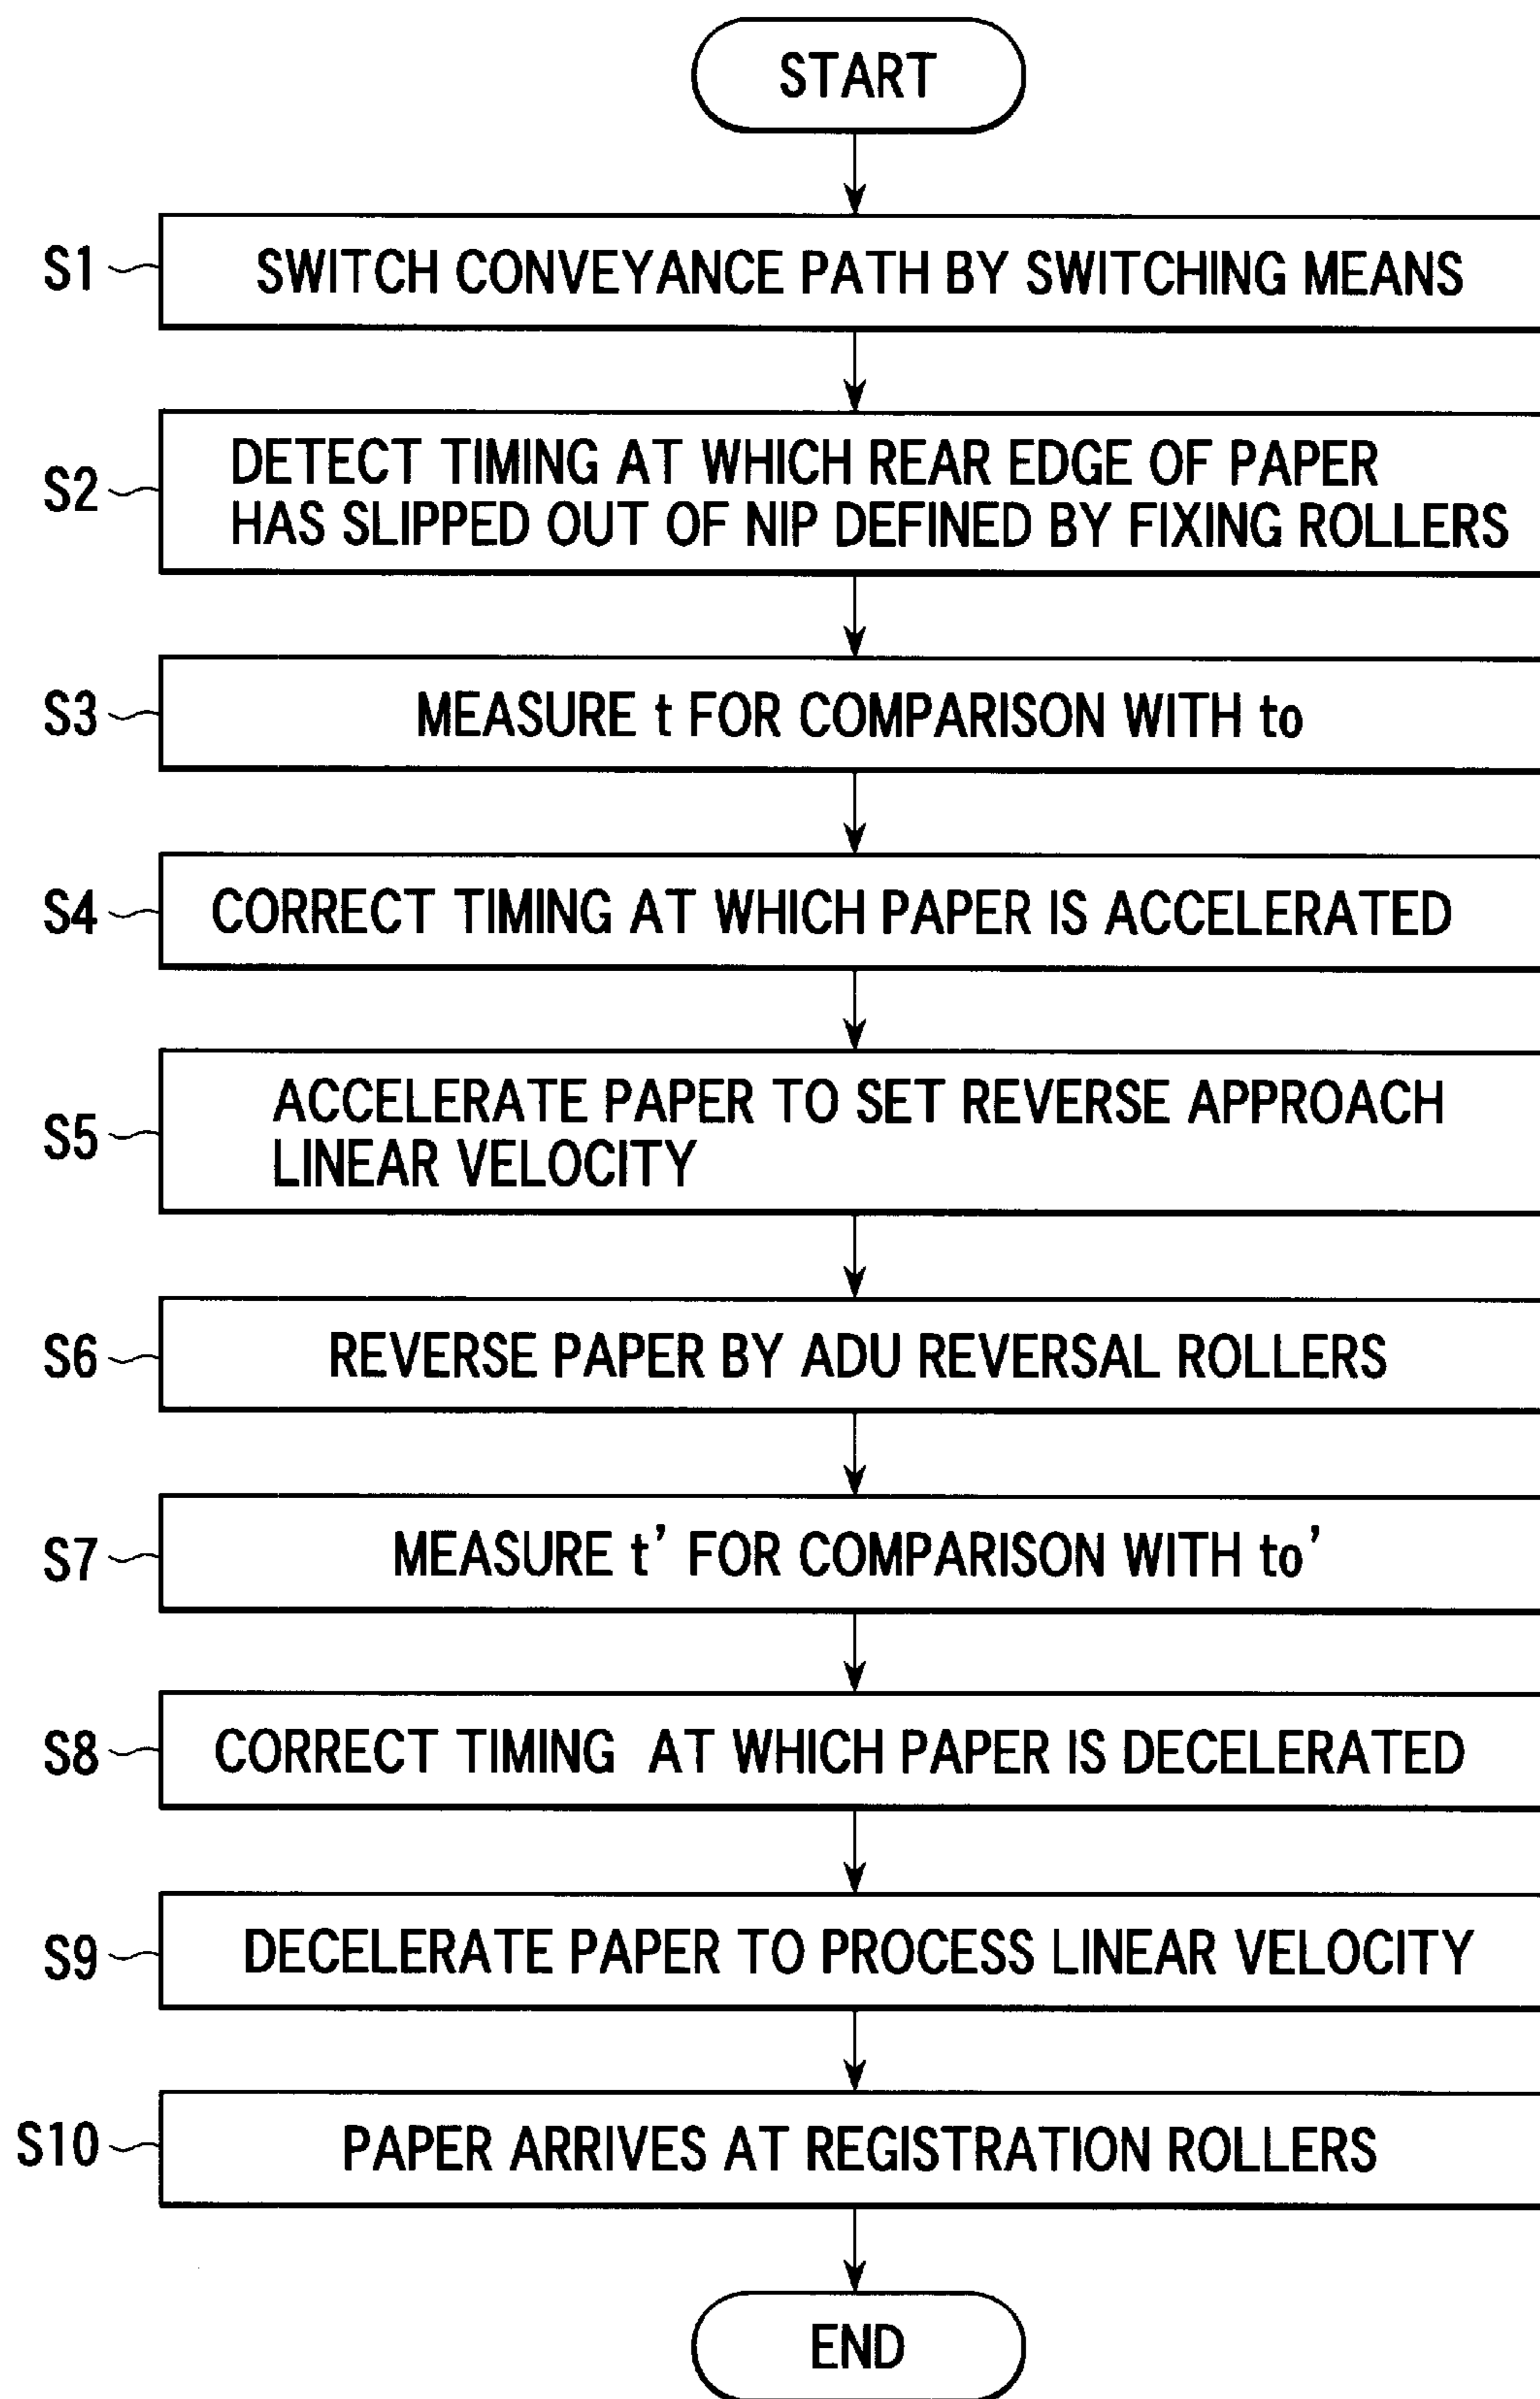 START
S1
SWITCH CONVEYANCE PATH BY SWITCHING MEANS
S2
DETECT TIMING AT WHICH REAR EDGE OF PAPER
HAS SLIPPED OUT OF NIP DEFINED BY FIXING ROLLERS
S3
MEASURE t FOR COMPARISON WITH to
S4
CORRECT TIMING AT WHICH PAPER IS ACCELERATED
S5
ACCELERATE PAPER TO SET REVERSE APPROACH
LINEAR VELOCITY
S6
REVERSE PAPER BY ADU REVERSAL ROLLERS
S7
MEASURE t' FOR COMPARISON WITH to'
S8
CORRECT TIMING AT WHICH PAPER IS DECELERATED
S9
DECELERATE PAPER TO PROCESS LINEAR VELOCITY
S10
PAPER ARRIVES AT REGISTRATION ROLLERS
END